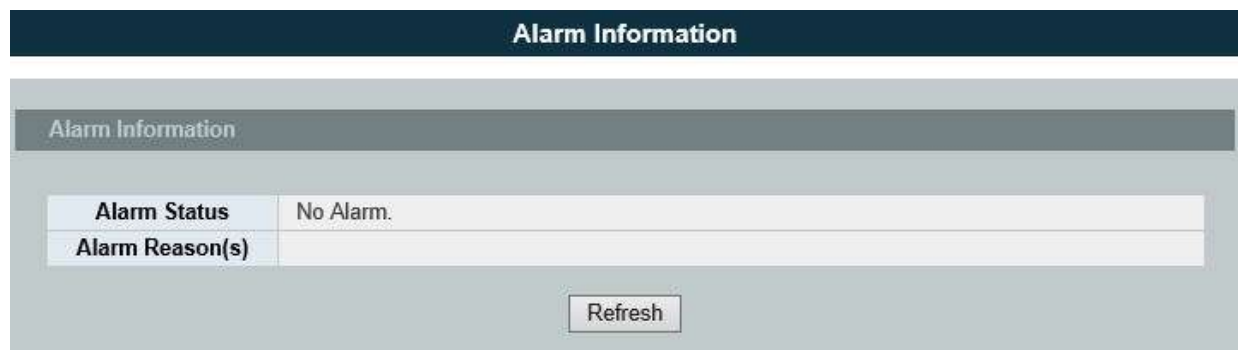 Alarm Information
Alarm Information
Alarm Status No Alarm.
Alarm Reason(s)
Refresh